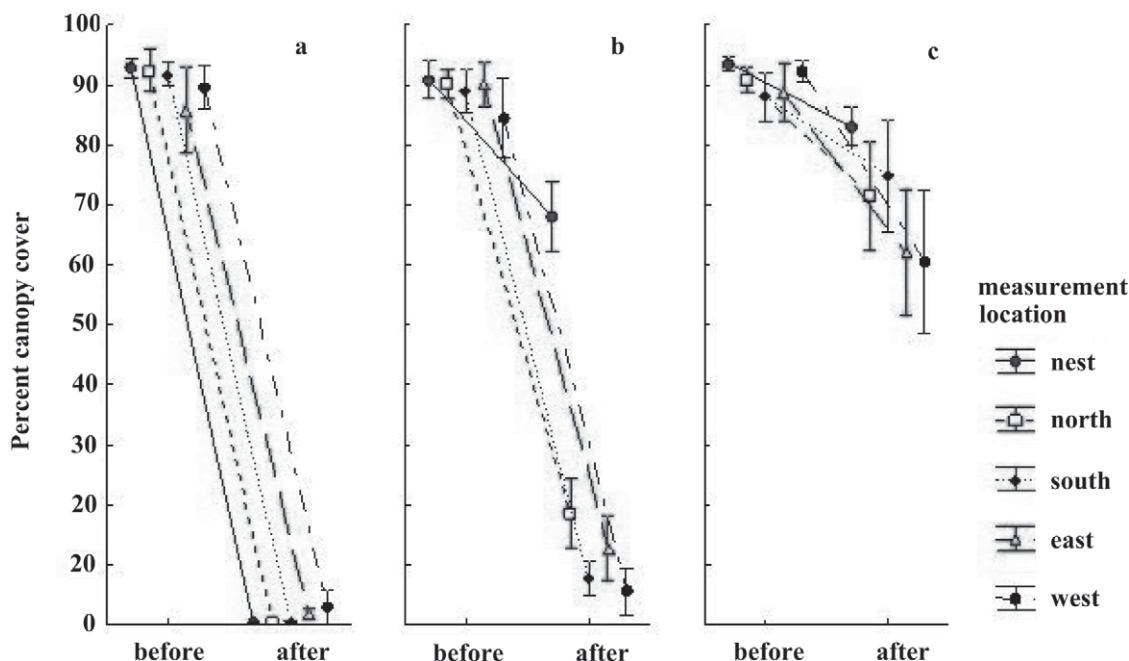 100
90
80
70
60
50
40
30
20
20
0
Percent canopy cover
a
b
c
before
after
before
after
before
after
measurement
location
nest
north
south
east
west